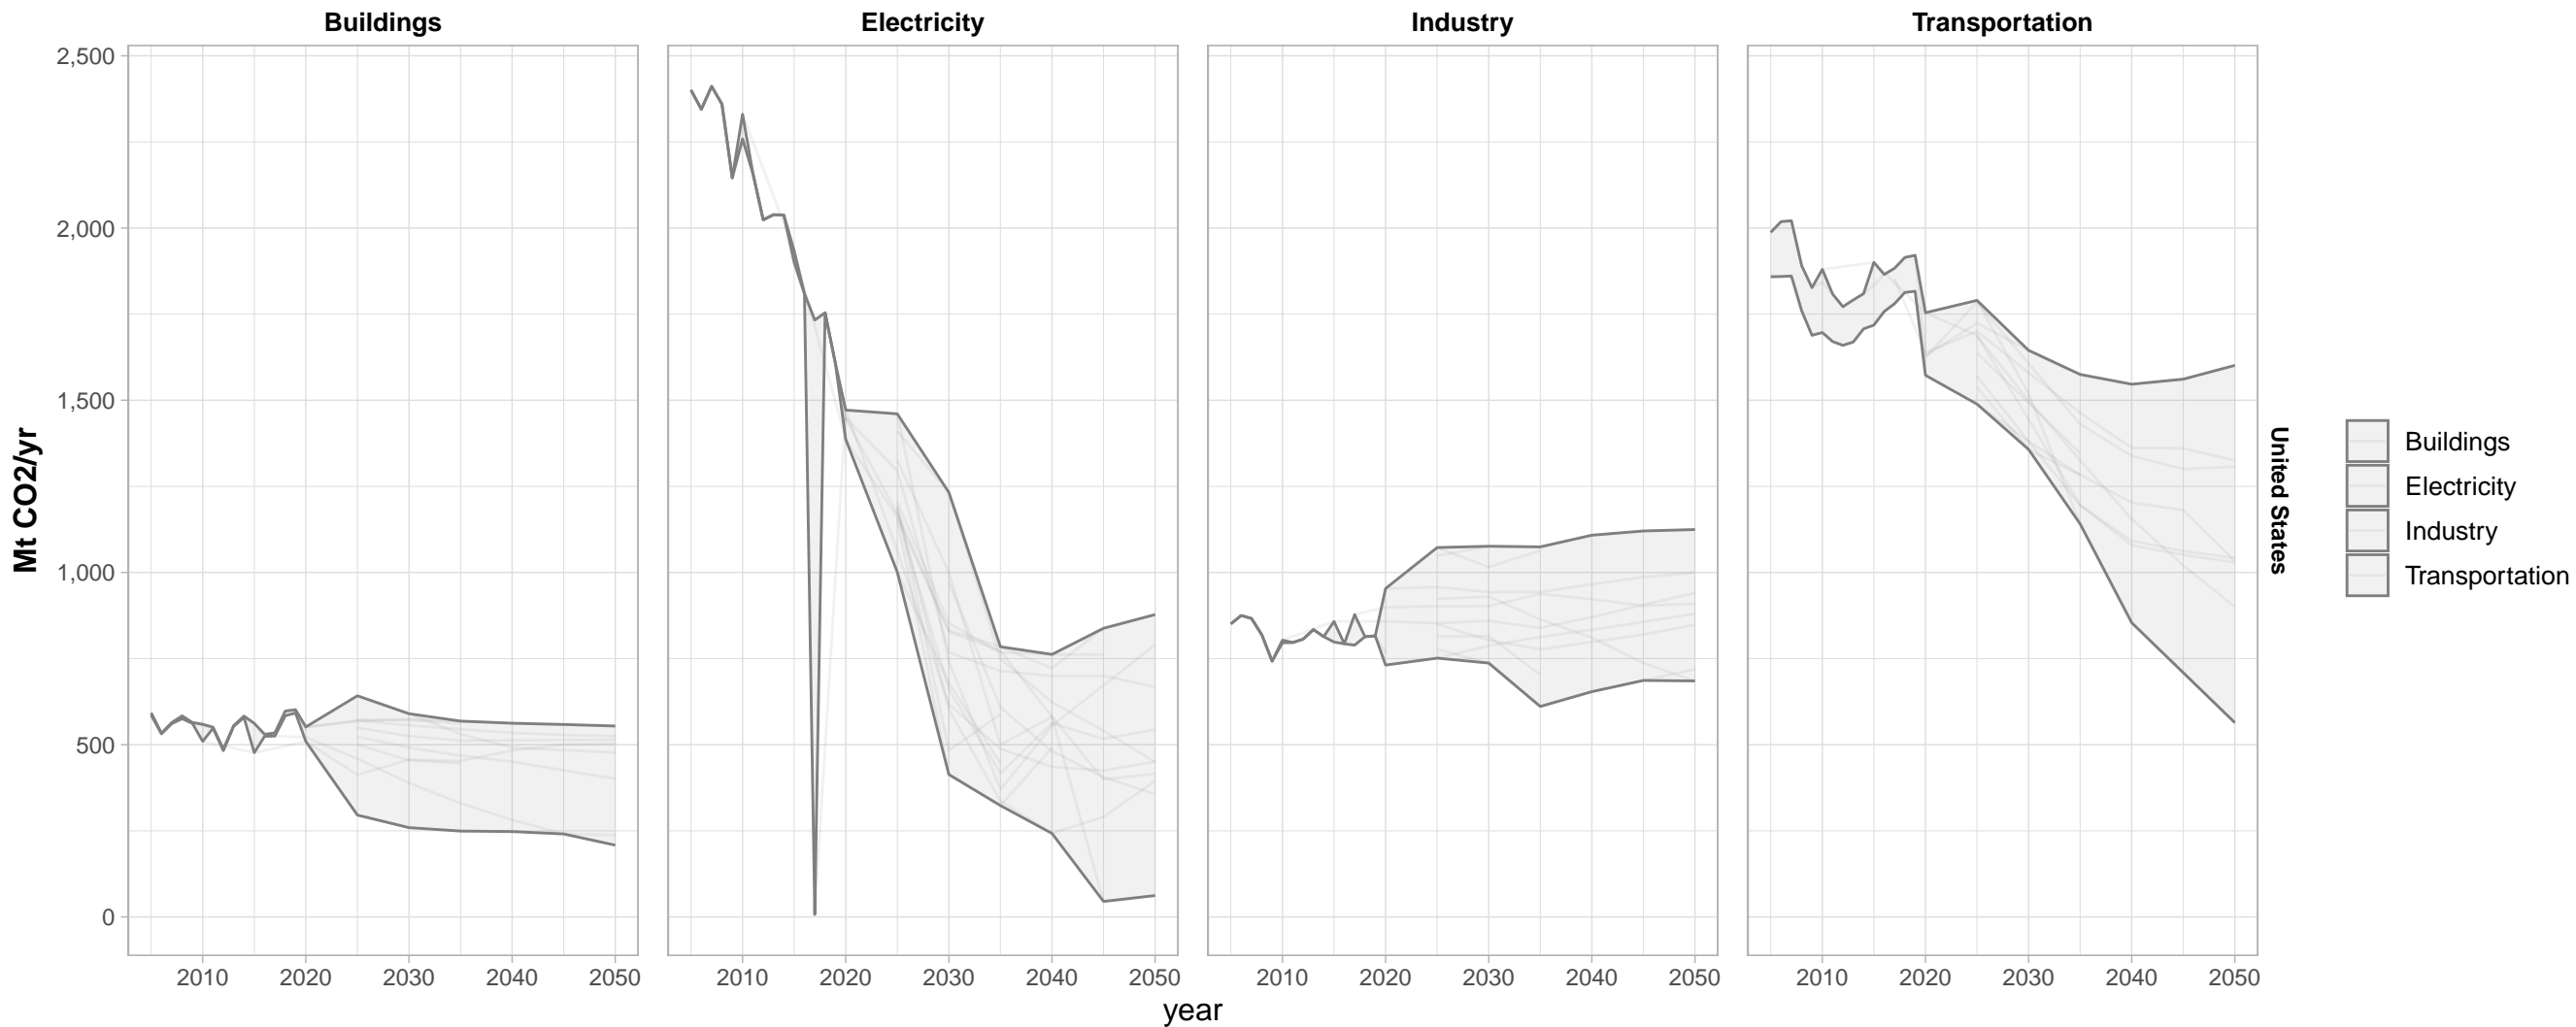 Buildings
Electricity
Industry
Transportation
2,500
2,000
1,500
1,000
500
0
Mt CO2/yr
2010 2020 2030 2040 2050
2010 2020 2030 2040 2050
2010 2020 2030 2040 2050
2010 2020 2030 2040 2050
year
United States
Buildings
Electricity
Industry
Transportation